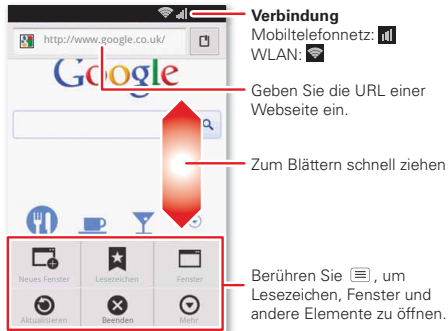 Verbindung
Mobiltelefonnetz:
WLAN:
http://www.google.co.uk/
Google
Geben Sie die URL einer
Webseite ein.
Zum Blättern schnell ziehen
Neues Fenster
Lesezeichen
Fenster
Aktualisieren
Beenden
Mehr
Berühren Sie , um
Lesezeichen, Fenster und
andere Elemente zu öffnen.